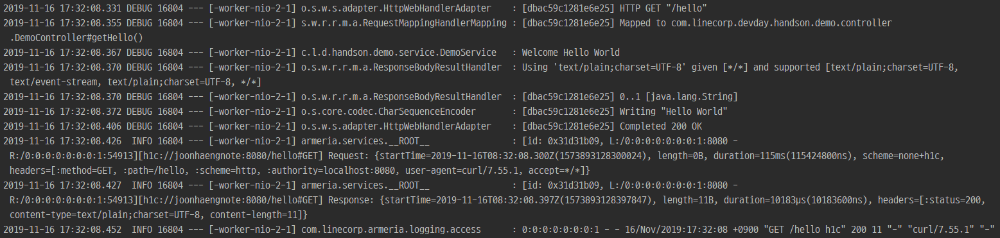 2019-11-16 17:32:08.331 DEBUG 16804 --- [-worker-nio-2-1] o.s.w.s.adapter.HttpWebHandlerAdapter    : [dbac59c1281e6e25] HTTP GET "/hello"
2019-11-16 17:32:08.355 DEBUG 16804 --- [-worker-nio-2-1] s.w.r.r.m.a.RequestMappingHandlerMapping : [dbac59c1281e6e25] Mapped to com.linecorp.devday.handson.demo.controller
.DemoController#getHello()
2019-11-16 17:32:08.367 DEBUG 16804 --- [-worker-nio-2-1] c.l.d.handson.demo.service.DemoService   : Welcome Hello World
2019-11-16 17:32:08.370 DEBUG 16804 --- [-worker-nio-2-1] o.s.w.r.r.m.a.ResponseBodyResultHandler  : Using 'text/plain;charset=UTF-8' given [*/*] and supported [text/plain;charset=UTF-8,
text/event-stream, text/plain;charset=UTF-8, */*]
2019-11-16 17:32:08.370 DEBUG 16804 --- [-worker-nio-2-1] o.s.w.r.r.m.a.ResponseBodyResultHandler  : [dbac59c1281e6e25] 0..1 [java.lang.String]
2019-11-16 17:32:08.372 DEBUG 16804 --- [-worker-nio-2-1] o.s.core.codec.CharSequenceEncoder       : [dbac59c1281e6e25] Writing "Hello World"
2019-11-16 17:32:08.406 DEBUG 16804 --- [-worker-nio-2-1] o.s.w.s.adapter.HttpWebHandlerAdapter    : [dbac59c1281e6e25] Completed 200 OK
2019-11-16 17:32:08.426  INFO 16804 --- [-worker-nio-2-1] armeria.services.__ROOT__                : [id: 0x31d31b09, L:/0:0:0:0:0:0:0:1:8080 -
R:/0:0:0:0:0:0:0:1:54913][h1c://joonhaengnote:8080/hello#GET] Request: {startTime=2019-11-16T08:32:08.300Z(1573893128300024), length=0B, duration=115ms(115424800ns), scheme=none+h1c,
headers=[:method=GET, :path=/hello, :scheme=http, :authority=localhost:8080, user-agent=curl/7.55.1, accept=*/*]}
2019-11-16 17:32:08.427  INFO 16804 --- [-worker-nio-2-1] armeria.services.__ROOT__                : [id: 0x31d31b09, L:/0:0:0:0:0:0:0:1:8080 -
R:/0:0:0:0:0:0:0:1:54913][h1c://joonhaengnote:8080/hello#GET] Response: {startTime=2019-11-16T08:32:08.397Z(1573893128397847), length=11B, duration=10183µs(10183600ns), headers=[:status=200,
content-type=text/plain;charset=UTF-8, content-length=11]}
2019-11-16 17:32:08.452  INFO 16804 --- [-worker-nio-2-1] com.linecorp.armeria.logging.access      : 0:0:0:0:0:0:0:1 - - 16/Nov/2019:17:32:08 +0900 "GET /hello h1c" 200 11 "-" "curl/7.55.1" "-"